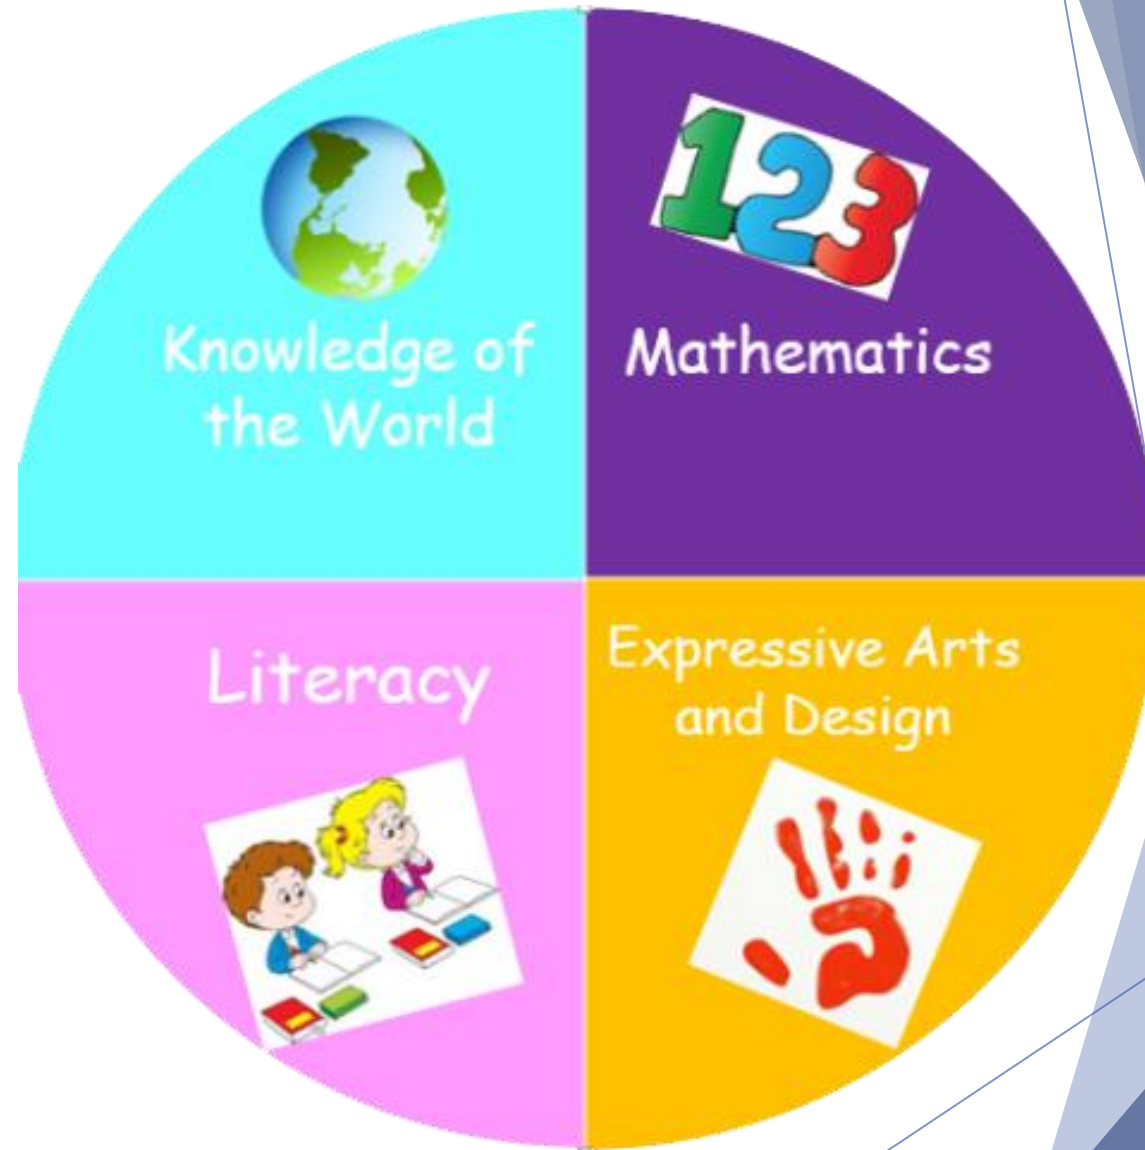 Knowledge of
the World
123
Mathematics
Literacy
Expressive Arts
and Design